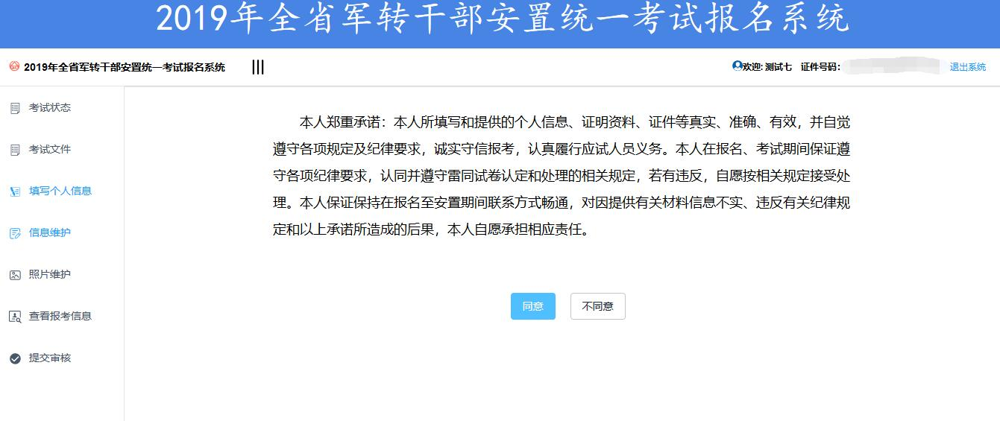 2019年全省军转干部安置统一考试报名系统
2019年全省军转干部安置统一考试报名系统
欢迎: 测试七 证件号码: 退出系统
考试状态
考试文件
填写个人信息
信息维护
照片维护
查看报考信息
提交审核
本人郑重承诺：本人所填写和提供的个人信息、证明资料、证件等真实、准确、有效，并自觉
遵守各项规定及纪律要求，诚实守信报考，认真履行应试人员义务。本人在报名、考试期间保证遵
守各项纪律要求，认同并遵守雷同试卷认定和处理的相关规定，若有违反，自愿按相关规定接受处
理。本人保证保持在报名至安置期间联系方式畅通，对因提供有关材料信息不实、违反有关纪律规
定和以上承诺所造成的后果，本人自愿承担相应责任。
同意
不同意